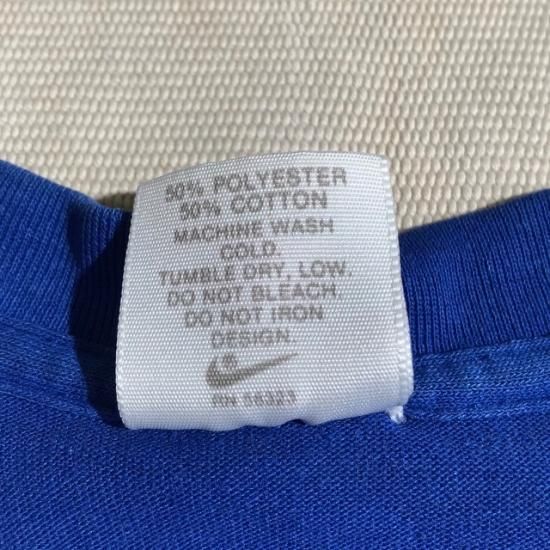 50% POLYESTER
50% COTTON
MACHINE WASH
COLD.
TUMBLE DRY, LOW.
DO NOT BLEACH.
DO NOT IRON
DESIGN.
®
RN 56323